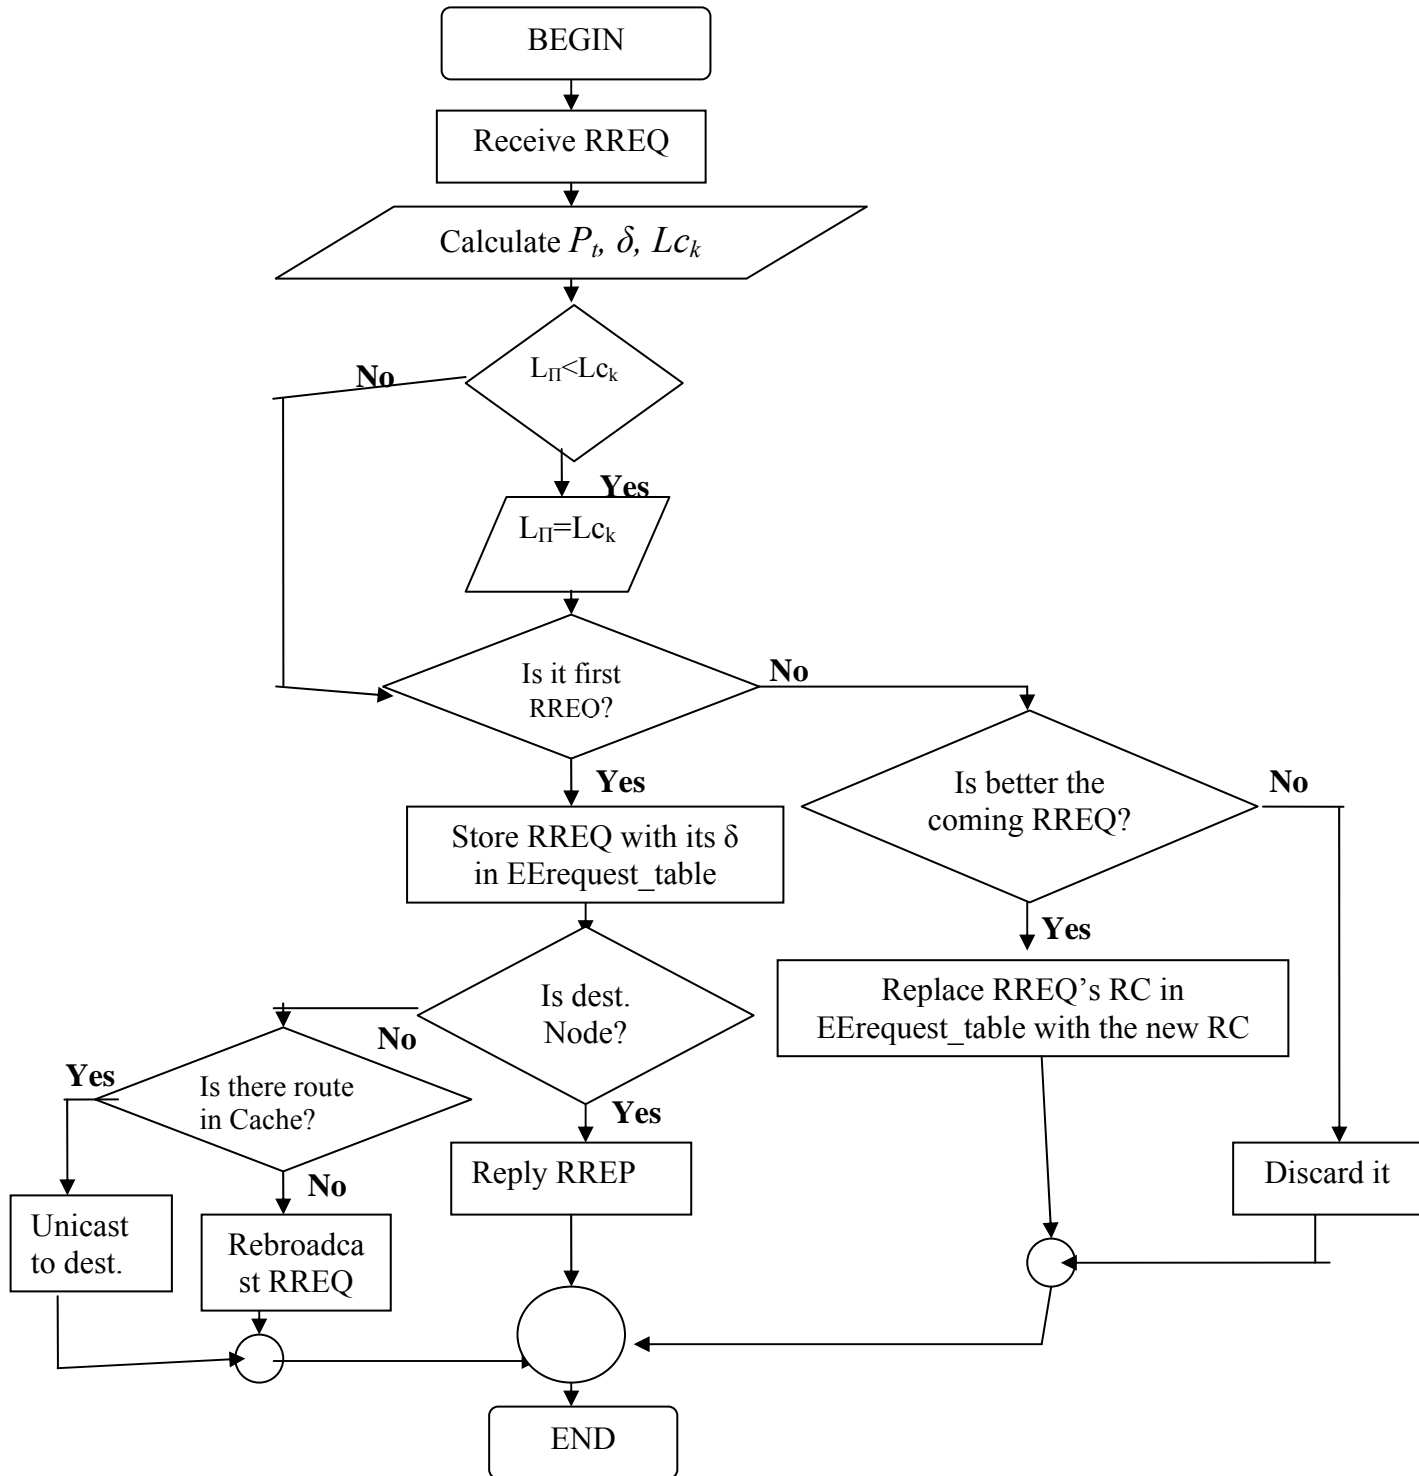 BEGIN
Receive RREQ
Calculate Pₜ, δ, Lcₖ
L_Π<Lcₖ
No
Yes
L_Π=Lcₖ
Is it first
RREO?
No
Yes
Is better the
coming RREQ?
No
Store RREQ with its δ
in EErequest_table
Yes
Is dest.
Node?
Replace RREQ’s RC in
EErequest_table with the new RC
No
Yes
Is there route
in Cache?
Yes
Reply RREP
Discard it
No
Unicast
to dest.
Rebroadca
st RREQ
END